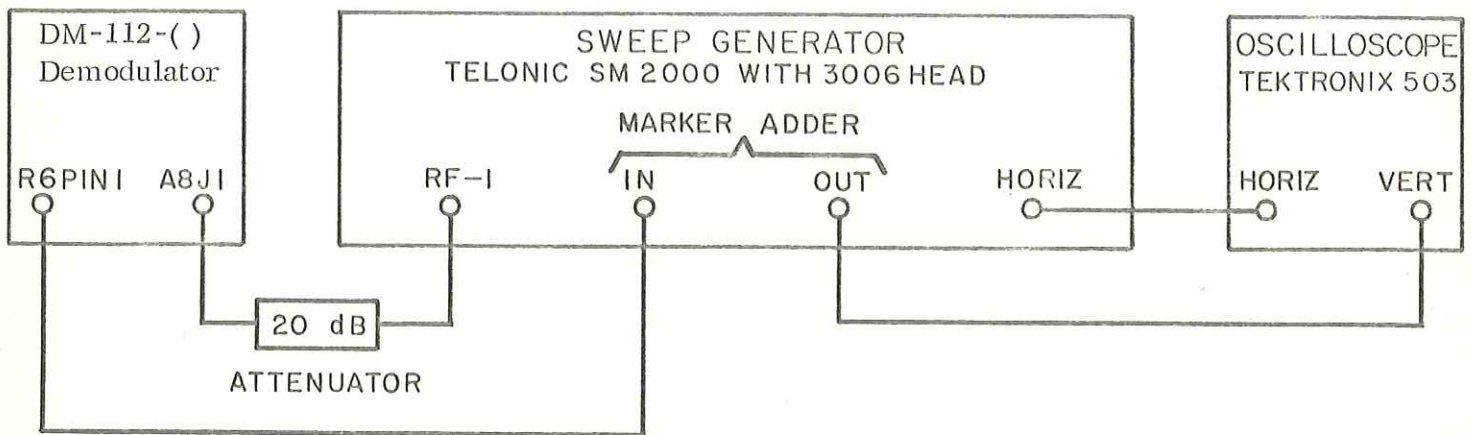 DM-112-( )
Demodulator
R6PIN1 A8J1
SWEEP GENERATOR
TELONIC SM 2000 WITH 3006 HEAD
MARKER ADDER
RF-1 IN OUT HORIZ
OSCILLOSCOPE
TEKTRONIX 503
HORIZ VERT
20 dB
ATTENUATOR